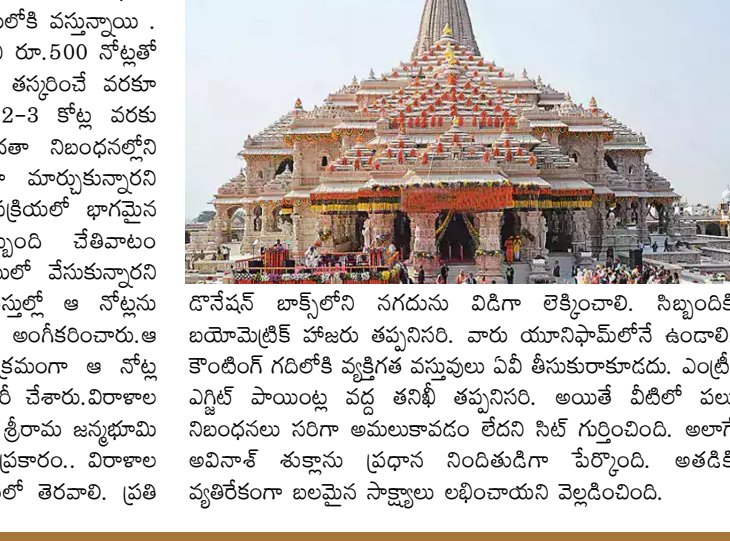 లోకి వస్తున్నాయి .
రూ.500 నోట్లతో
తస్కరించే వరకూ
2-3 కోట్ల వరకు
నిబంధనల్లోని
మార్చుకున్నారని
భాగమైన
చేతివాటం
వేసుకున్నారని
ఆ నోట్లను
అంగీకరించారు.ఆ
క్రమంగా ఆ నోట్ల
చేశారు.విరాళాల
శ్రీరామ జన్మభూమి
ప్రకారం.. విరాళాల
లో తెరవాలి. ప్రతి
డొనేషన్ బాక్స్‌లోని నగదును విడిగా లెక్కించాలి. సిబ్బందికి
బయోమెట్రిక్ హాజరు తప్పనిసరి. వారు యూనిఫామ్‌లోనే ఉండాలి.
కౌంటింగ్ గదిలోకి వ్యక్తిగత వస్తువులు ఏవీ తీసుకురాకూడదు. ఎంట్రీ
ఎగ్జిట్ పాయింట్ల వద్ద తనిఖీ తప్పనిసరి. అయితే వీటిలో పలు
నిబంధనలు సరిగా అమలుకావడం లేదని సిట్ గుర్తించింది. అలాగే
అవినాశ్ శుక్లాను ప్రధాన నిందితుడిగా పేర్కొంది. అతడికి
వ్యతిరేకంగా బలమైన సాక్ష్యాలు లభించాయని వెల్లడించింది.